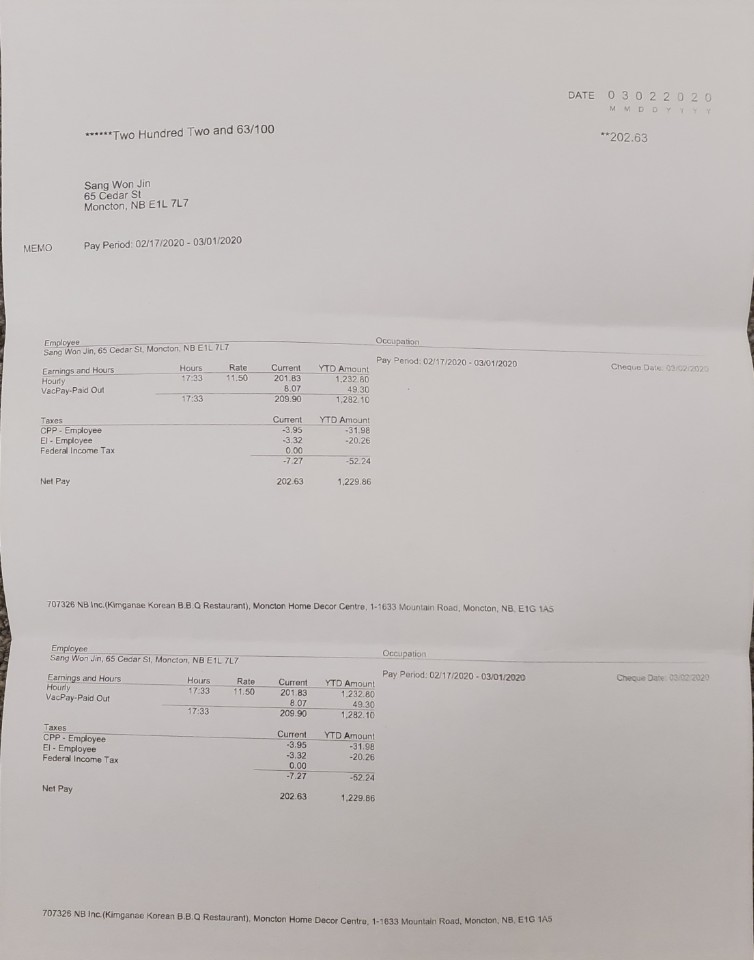 DATE 0 3 0 2 2 0 2 0
M M D D Y Y Y Y
******Two Hundred Two and 63/100
**202.63
Sang Won Jin
65 Cedar St
Moncton, NB E1L 7L7
MEMO Pay Period: 02/17/2020 - 03/01/2020
Employee Occupation
Sang Won Jin, 65 Cedar St, Moncton, NB E1L 7L7
Pay Period: 02/17/2020 - 03/01/2020 Cheque Date: 03/02/2020
Earnings and Hours Hours Rate Current YTD Amount
Hourly 17:33 11.50 201.83 1,232.80
VacPay-Paid Out 8.07 49.30
17:33 209.90 1,282.10
Taxes Current YTD Amount
CPP - Employee -3.95 -31.98
EI - Employee -3.32 -20.26
Federal Income Tax 0.00
-7.27 -52.24
Net Pay 202.63 1,229.86
707326 NB Inc.(Kimganae Korean B.B.Q Restaurant), Moncton Home Decor Centre, 1-1633 Mountain Road, Moncton, NB, E1G 1A5
Employee Occupation
Sang Won Jin, 65 Cedar St, Moncton, NB E1L 7L7
Pay Period: 02/17/2020 - 03/01/2020 Cheque Date: 03/02/2020
Earnings and Hours Hours Rate Current YTD Amount
Hourly 17:33 11.50 201.83 1,232.80
VacPay-Paid Out 8.07 49.30
17:33 209.90 1,282.10
Taxes Current YTD Amount
CPP - Employee -3.95 -31.98
EI - Employee -3.32 -20.26
Federal Income Tax 0.00
-7.27 -52.24
Net Pay 202.63 1,229.86
707326 NB Inc.(Kimganae Korean B.B.Q Restaurant), Moncton Home Decor Centre, 1-1633 Mountain Road, Moncton, NB, E1G 1A5